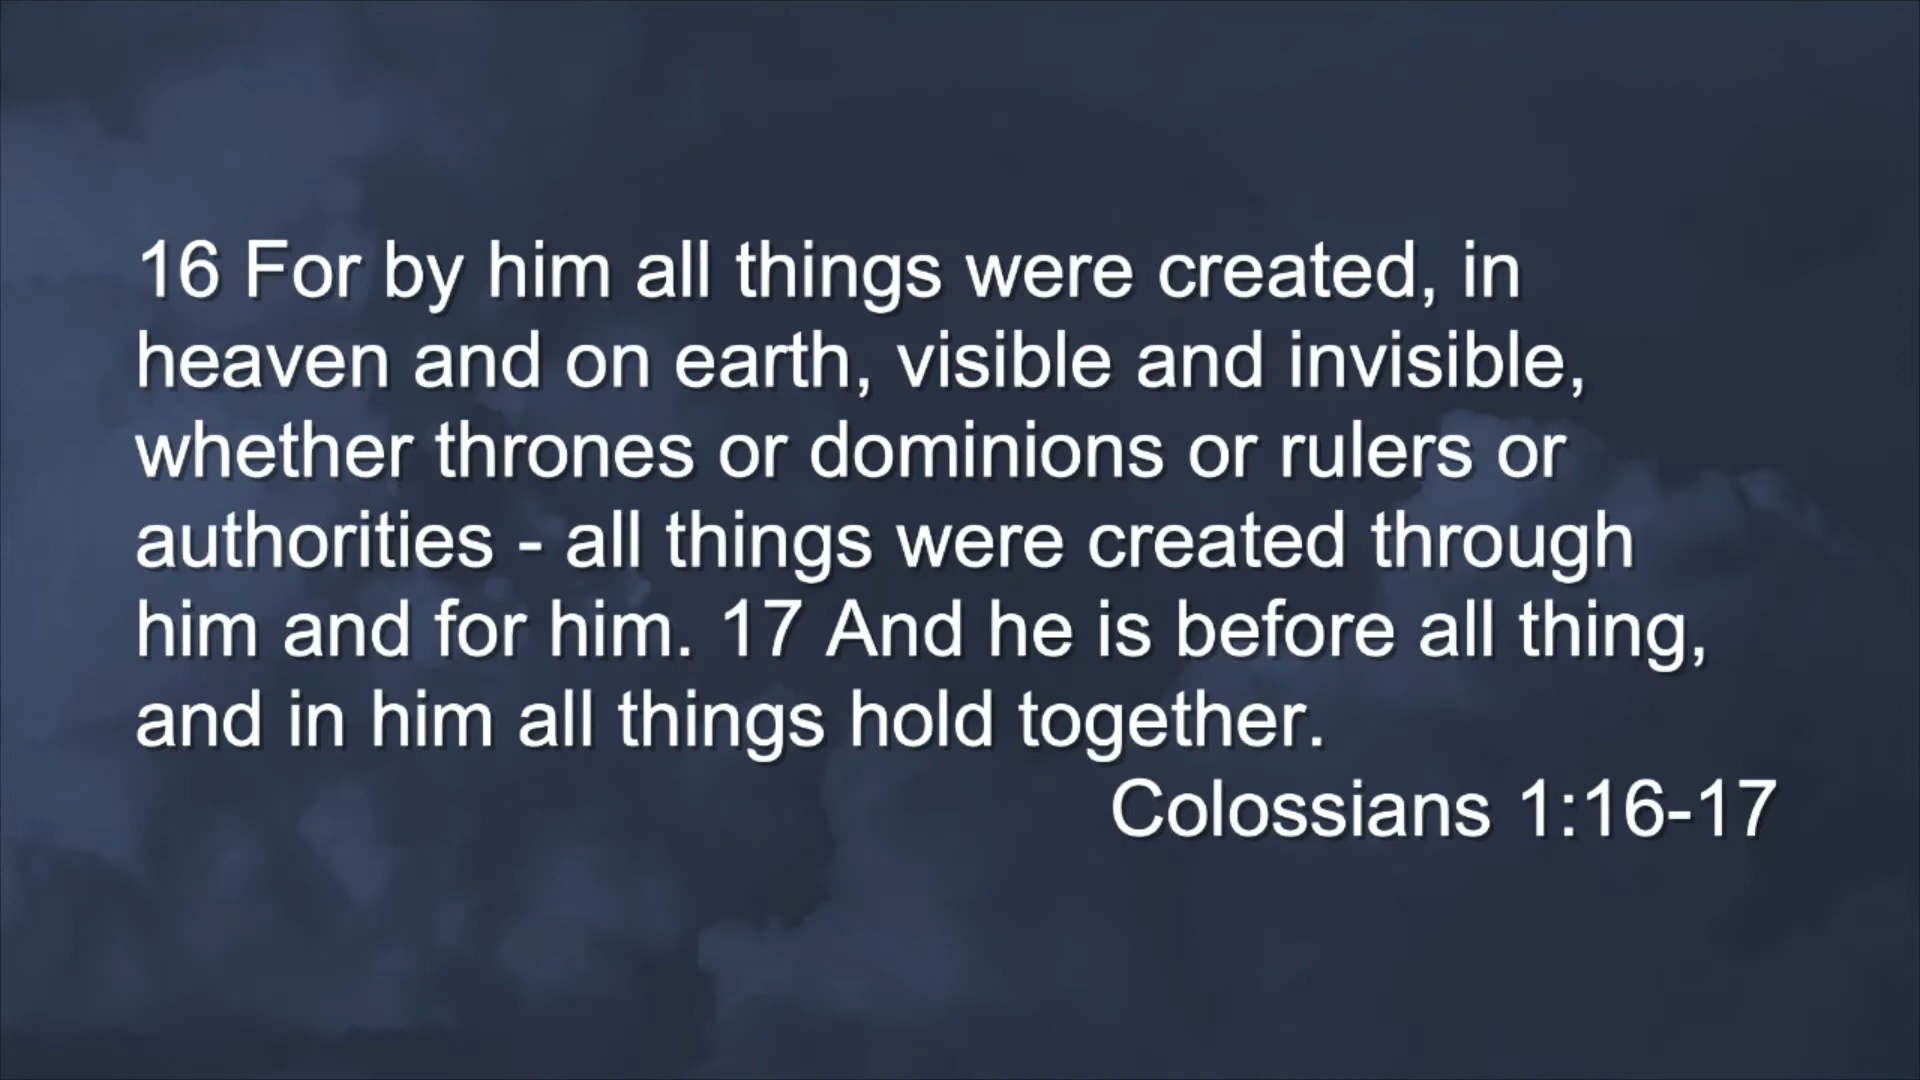 16 For by him all things were created, in
heaven and on earth, visible and invisible,
whether thrones or dominions or rulers or
authorities - all things were created through
him and for him. 17 And he is before all thing,
and in him all things hold together.
Colossians 1:16-17